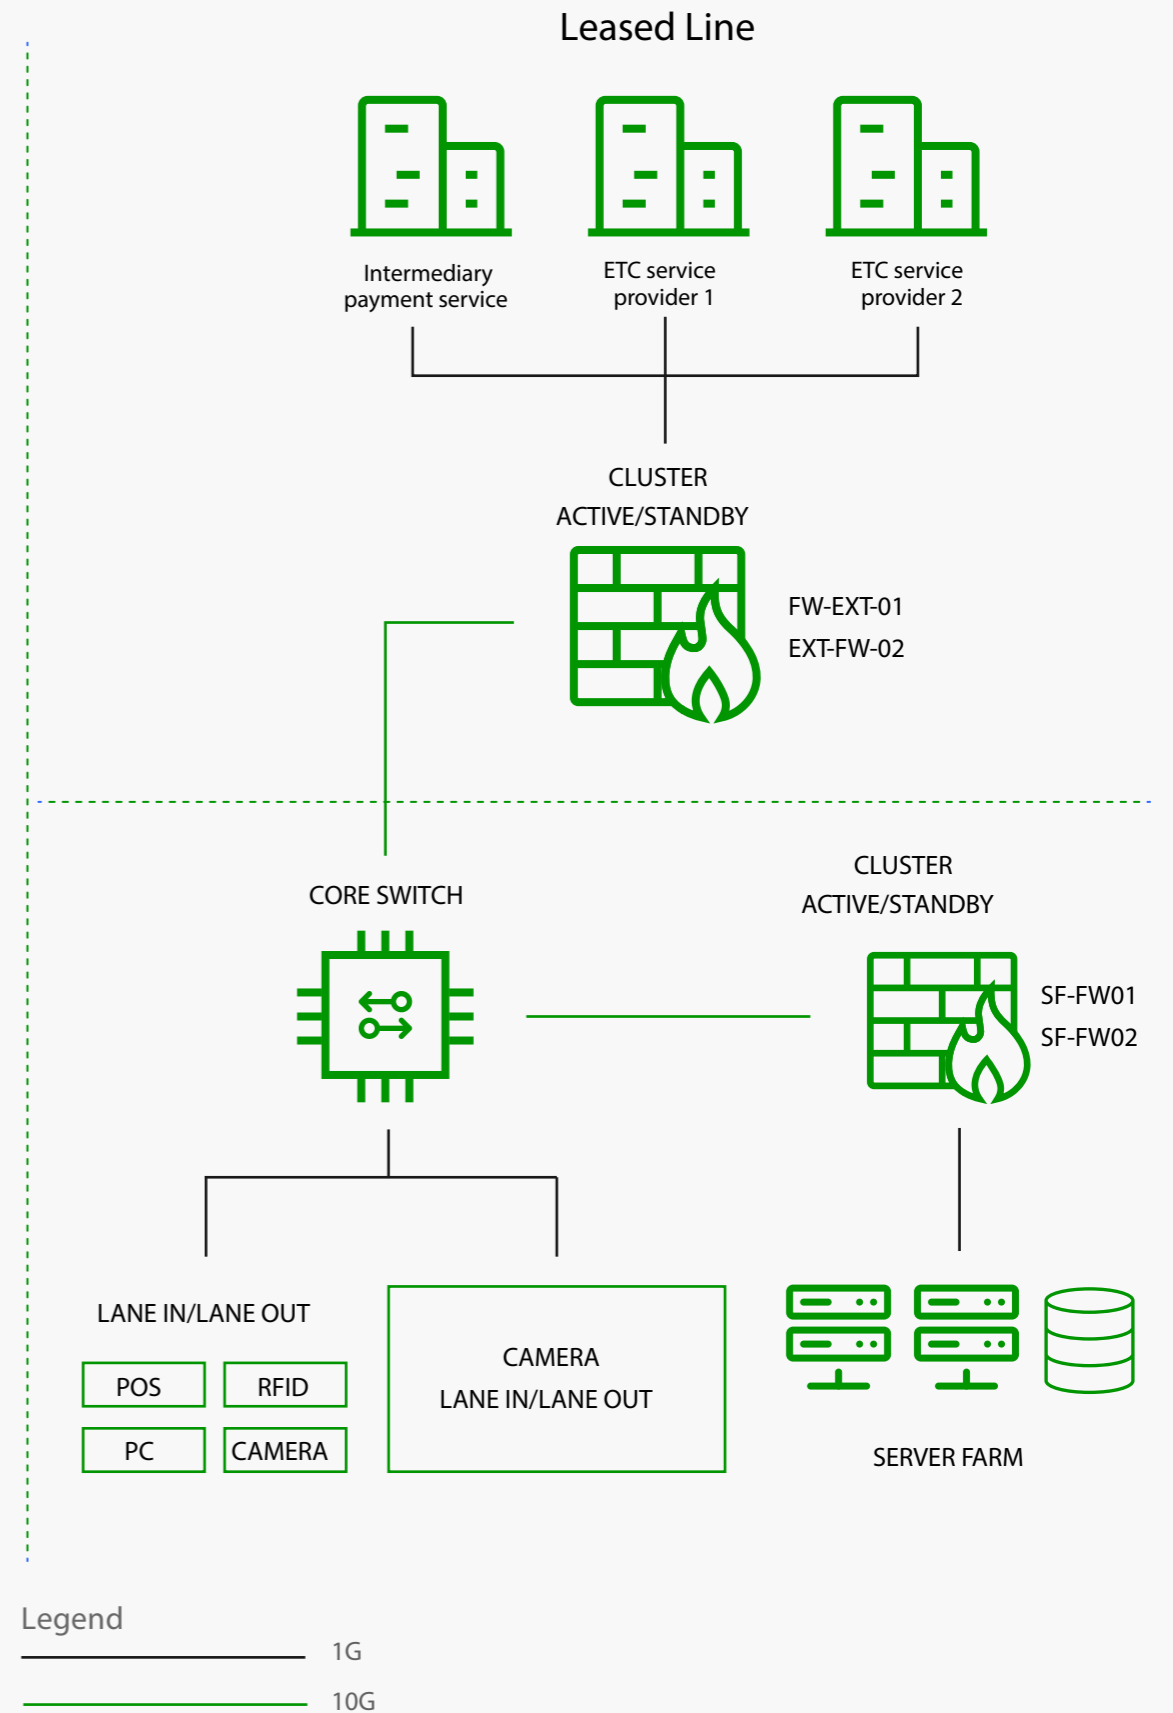 Leased Line
Intermediary
payment service
ETC service
provider 1
ETC service
provider 2
CLUSTER
ACTIVE/STANDBY
FW-EXT-01
EXT-FW-02
CORE SWITCH
CLUSTER
ACTIVE/STANDBY
SF-FW01
SF-FW02
LANE IN/LANE OUT
POS
RFID
PC
CAMERA
CAMERA
LANE IN/LANE OUT
SERVER FARM
Legend
1G
10G